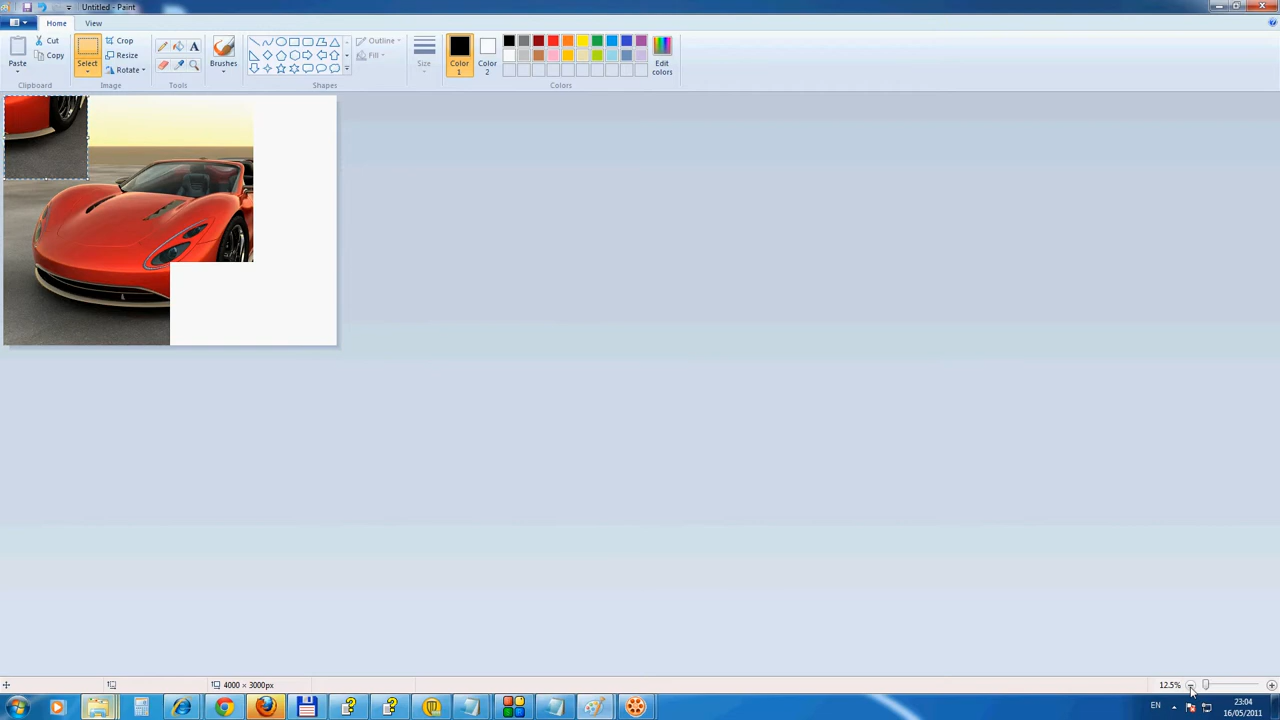 Untitled - Paint
Home View
Paste Cut Copy Clipboard
Select Crop Resize Rotate Image
A
Tools
Brushes
Outline Fill Shapes
Size
Color 1 Color 2 Edit colors Colors
4000 × 3000px 12.5%
EN 23:04
16/05/2011